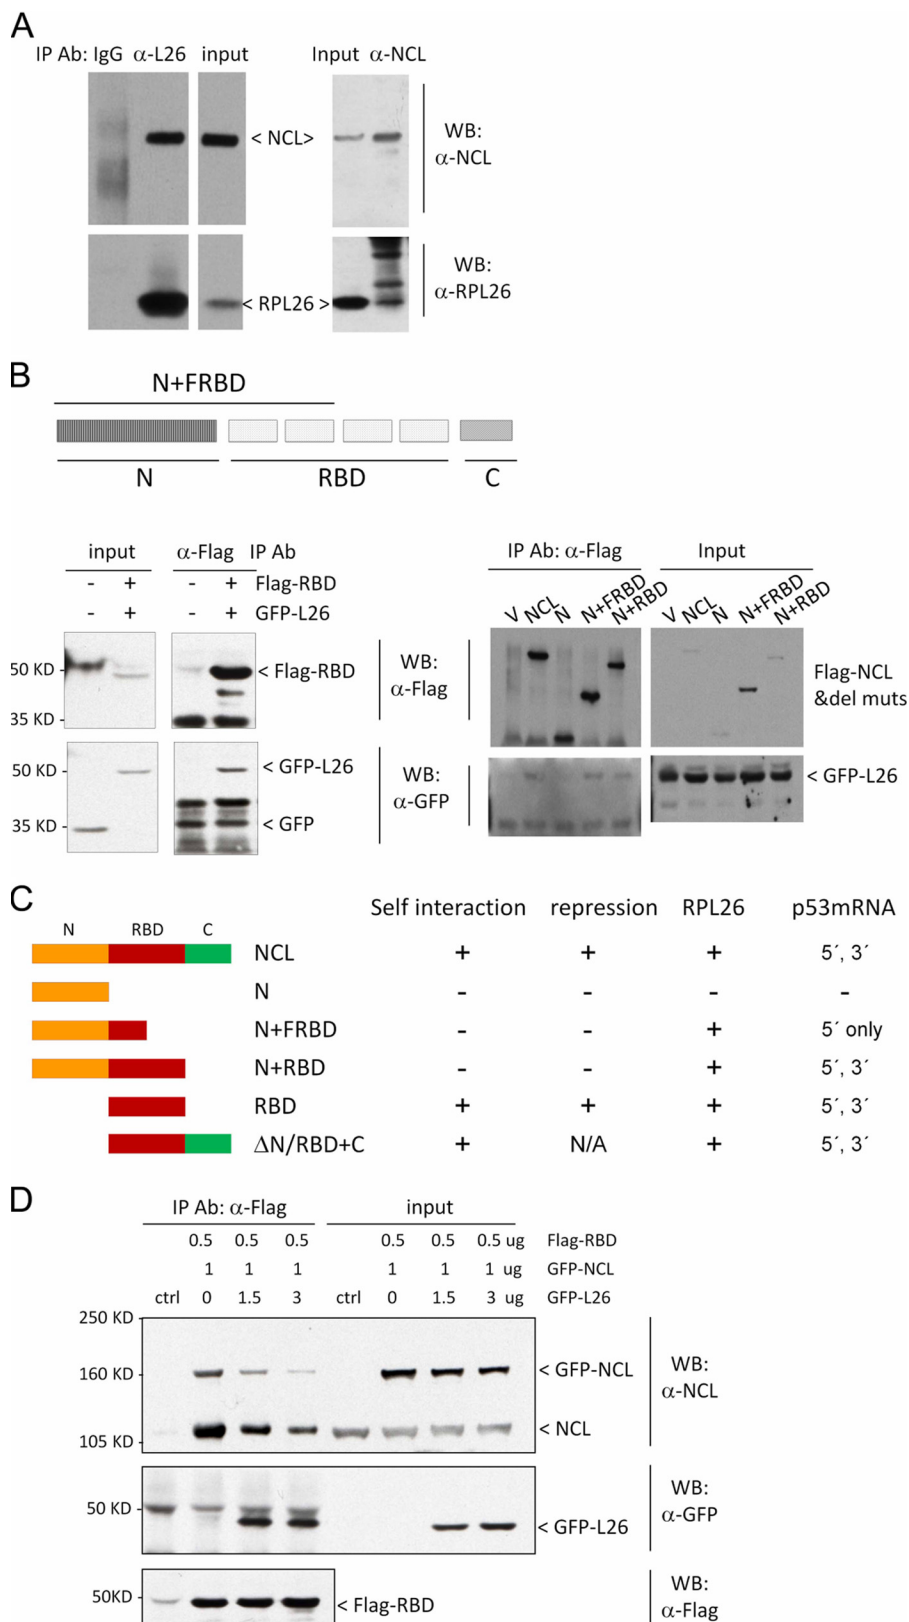 A
IP Ab: IgG α-L26 input Input α-NCL
< NCL>
WB:
α-NCL
< RPL26 >
WB:
α-RPL26
B
N+FRBD
N RBD C
input α-Flag IP Ab
- + - + Flag-RBD
- + - + GFP-L26
50 KD -
35 KD -
< Flag-RBD
WB:
α-Flag
50 KD -
35 KD -
< GFP-L26
< GFP
WB:
α-GFP
IP Ab: α-Flag Input
V NCL N N+FRBD N+RBD V NCL N N+FRBD N+RBD
Flag-NCL
&del muts
< GFP-L26
C
Self interaction repression RPL26 p53mRNA
N RBD C
NCL + + + 5´, 3´
N - - - -
N+FRBD - - + 5´ only
N+RBD - - + 5´, 3´
RBD + + + 5´, 3´
ΔN/RBD+C + N/A + 5´, 3´
D
IP Ab: α-Flag input
0.5 0.5 0.5 0.5 0.5 0.5 ug Flag-RBD
1 1 1 1 1 1 ug GFP-NCL
ctrl 0 1.5 3 ctrl 0 1.5 3 ug GFP-L26
250 KD
160 KD
105 KD
< GFP-NCL
< NCL
WB:
α-NCL
50 KD
< GFP-L26
WB:
α-GFP
50KD
< Flag-RBD
WB:
α-Flag